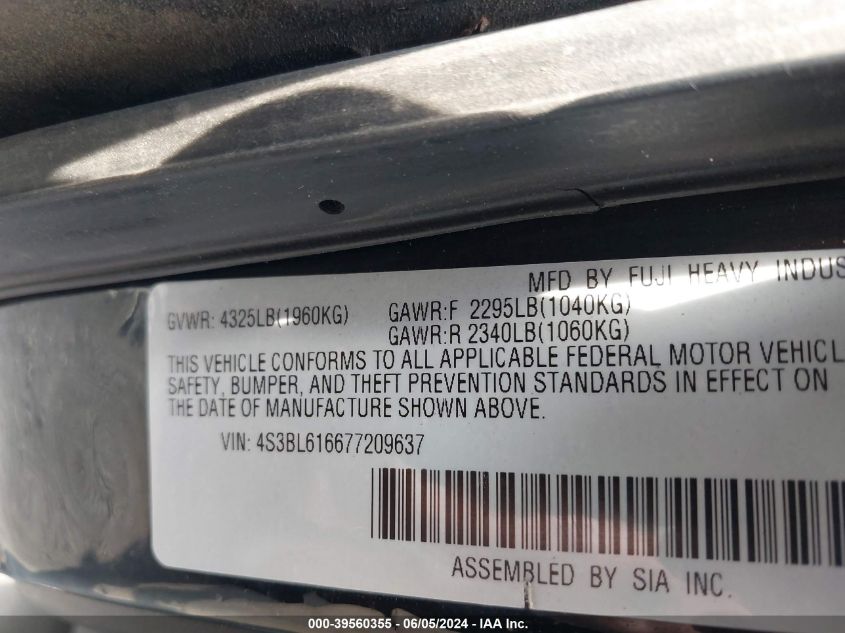 MFD BY FUJI HEAVY INDUS
GVWR: 4325LB(1960KG) GAWR:F 2295LB(1040KG)
GAWR:R 2340LB(1060KG)
THIS VEHICLE CONFORMS TO ALL APPLICABLE FEDERAL MOTOR VEHICL
SAFETY, BUMPER, AND THEFT PREVENTION STANDARDS IN EFFECT ON
THE DATE OF MANUFACTURE SHOWN ABOVE.
VIN: 4S3BL616677209637
ASSEMBLED BY SIA INC.
000-39560355 - 06/05/2024 - IAA Inc.